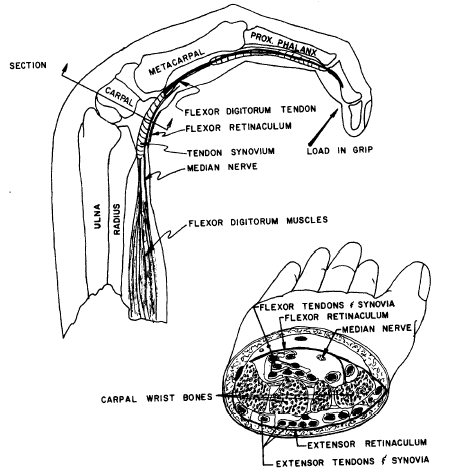 PROX. PHALANX
METACARPAL
SECTION
CARPAL
FLEXOR DIGITORUM TENDON
FLEXOR RETINACULUM
LOAD IN GRIP
TENDON SYNOVIUM
MEDIAN NERVE
ULNA
RADIUS
FLEXOR DIGITORUM MUSCLES
FLEXOR TENDONS & SYNOVIA
FLEXOR RETINACULUM
MEDIAN NERVE
CARPAL WRIST BONES
EXTENSOR RETINACULUM
EXTENSOR TENDONS & SYNOVIA